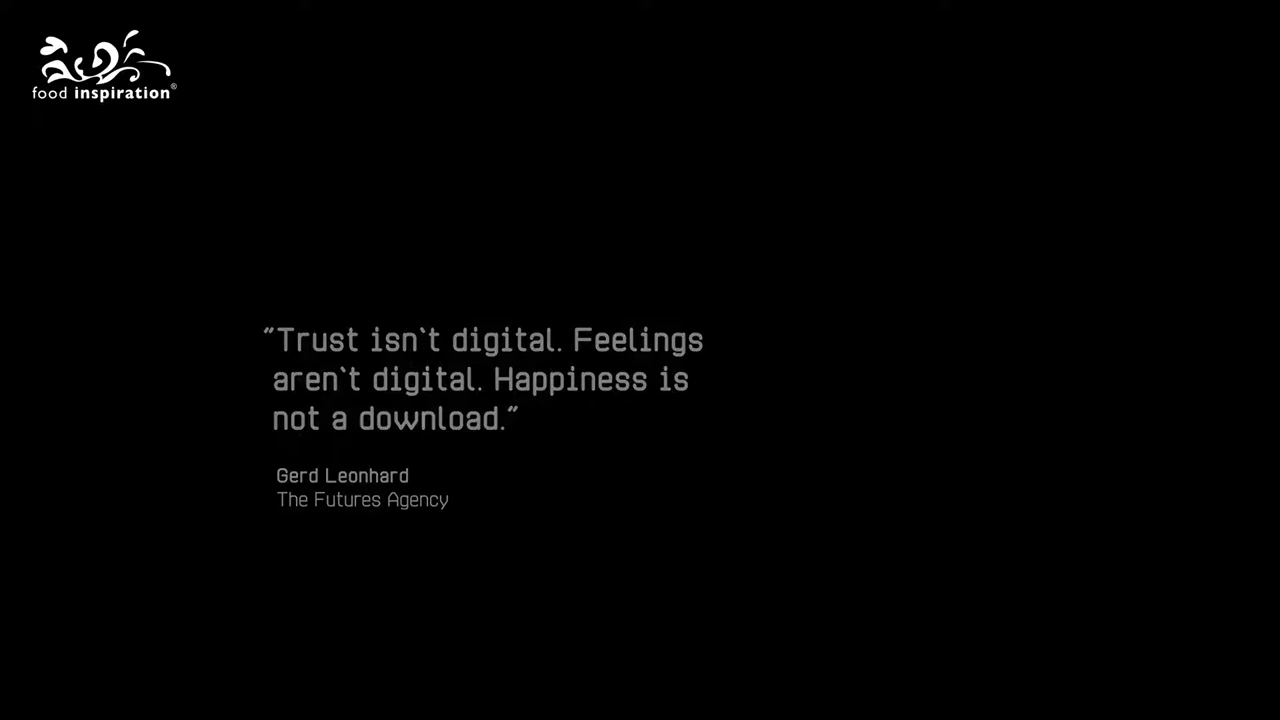 food inspiration®
“Trust isn`t digital. Feelings
aren`t digital. Happiness is
not a download.”
Gerd Leonhard
The Futures Agency